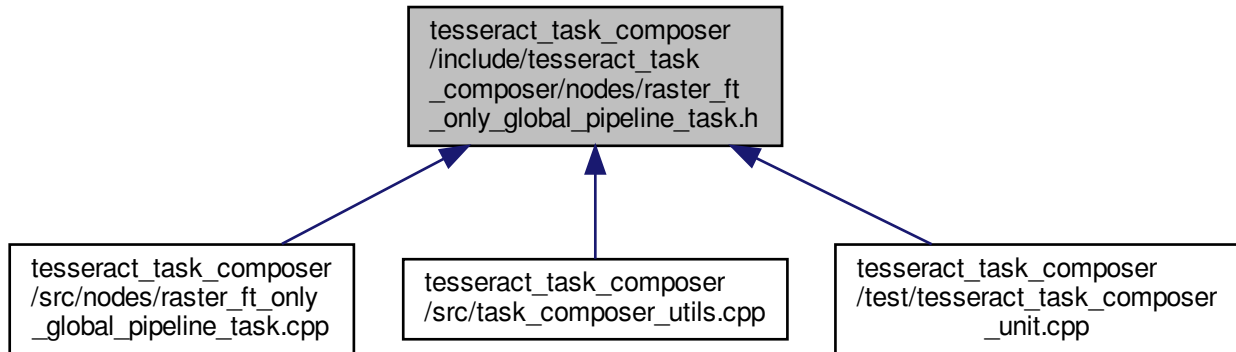 tesseract_task_composer
/include/tesseract_task
_composer/nodes/raster_ft
_only_global_pipeline_task.h
tesseract_task_composer
/src/nodes/raster_ft_only
_global_pipeline_task.cpp
tesseract_task_composer
/src/task_composer_utils.cpp
tesseract_task_composer
/test/tesseract_task_composer
_unit.cpp